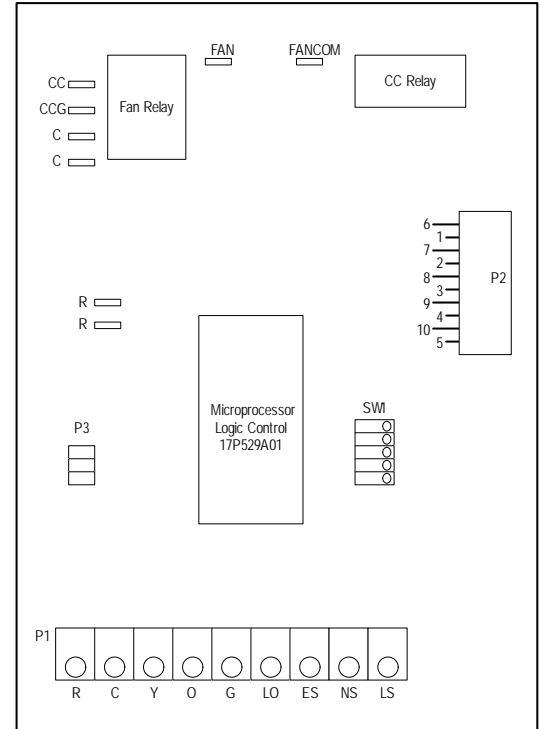 FAN FANCOM
CC
CCG
C
C
Fan Relay
CC Relay
6
1
7
2
8
3
9
4
10
5
P2
R
R
Microprocessor
Logic Control
17P529A01
P3
SW1
P1
R C Y O G LO ES NS LS